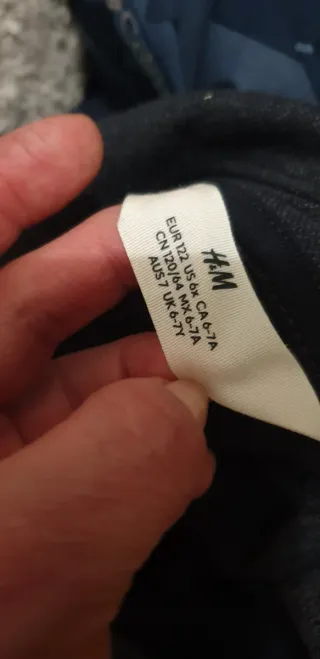 H&M
EUR 122 US 6x CA 6-7A
CN 120/64 MX 6-7A
AUS 7 UK 6-7Y